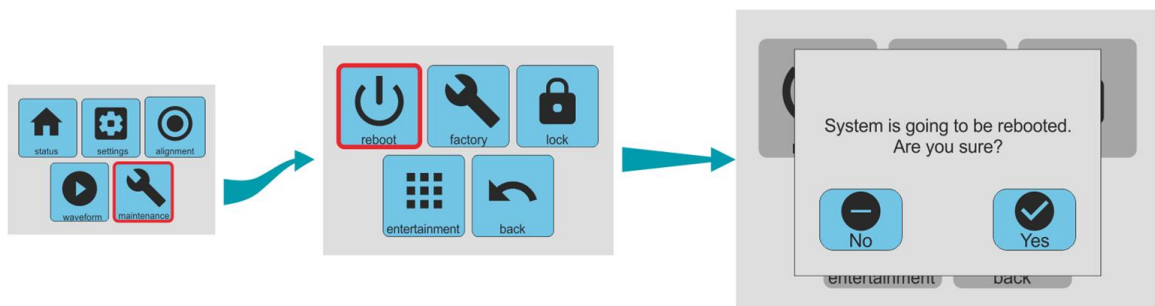 status settings alignment
waveform maintenance
reboot factory lock
entertainment back
System is going to be rebooted.
Are you sure?
No Yes
entertainment back